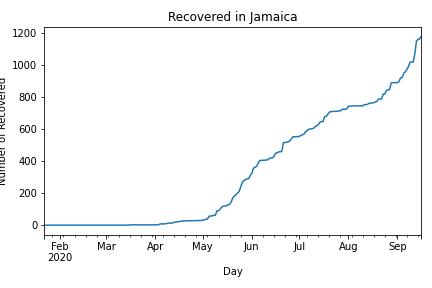 Recovered in Jamaica
Number of Recovered
1200
1000
800
600
400
200
0
Feb
2020
Mar
Apr
May
Jun
Jul
Aug
Sep
Day